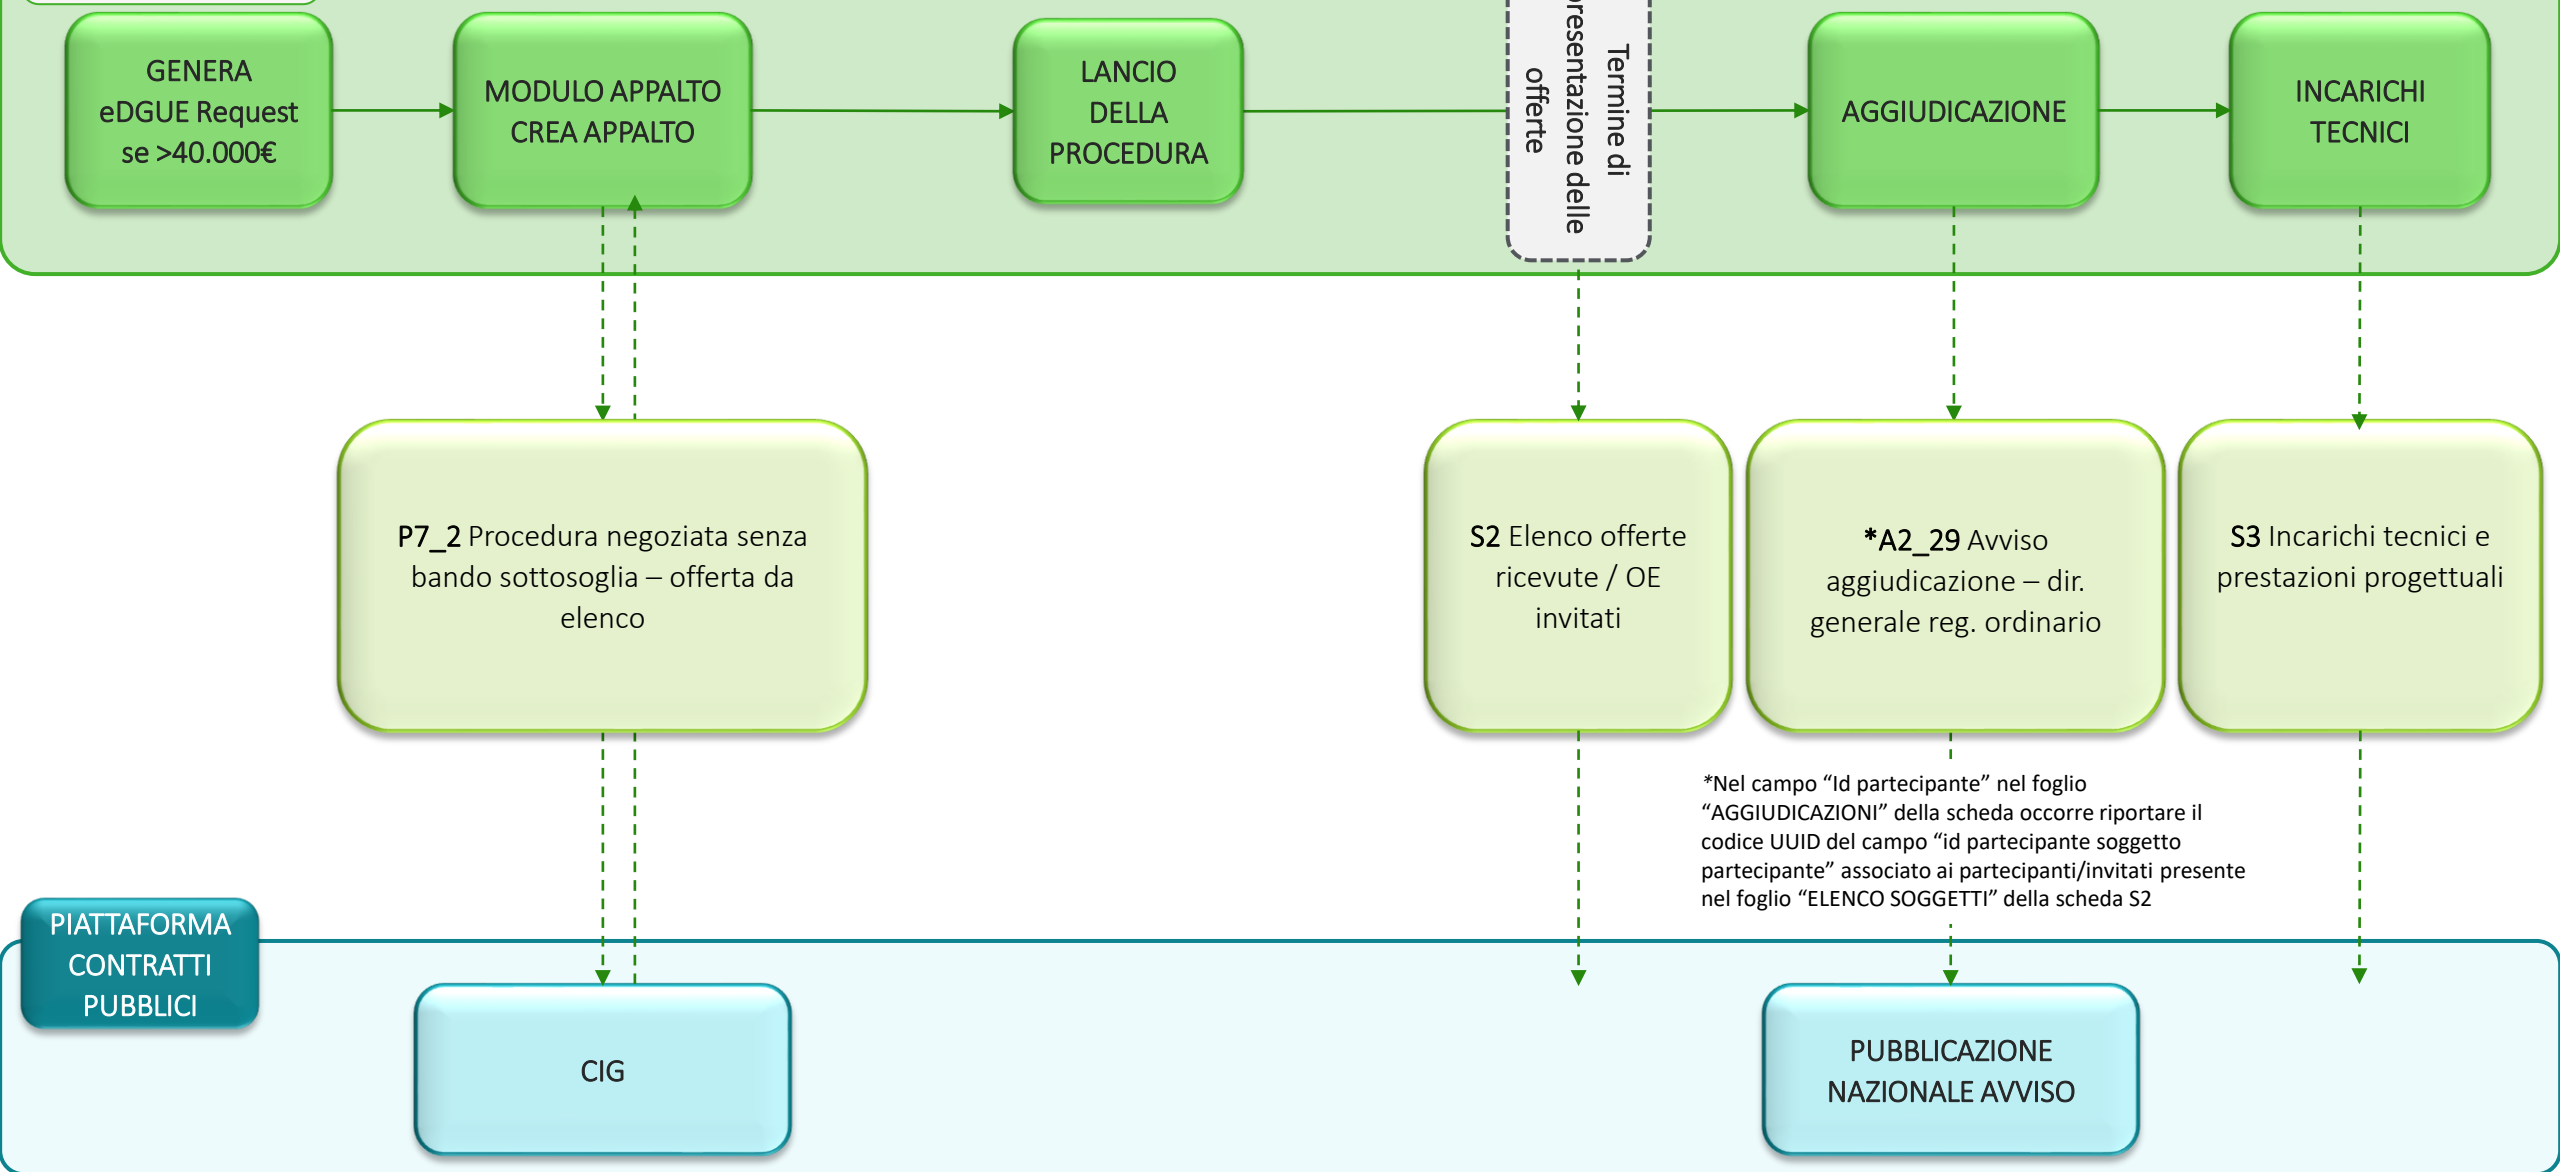 GENERA
eDGUE Request
se >40.000€
MODULO APPALTO
CREA APPALTO
LANCIO
DELLA
PROCEDURA
Termine di
presentazione delle
offerte
AGGIUDICAZIONE
INCARICHI
TECNICI
P7_2 Procedura negoziata senza
bando sottosoglia – offerta da
elenco
S2 Elenco offerte
ricevute / OE
invitati
*A2_29 Avviso
aggiudicazione – dir.
generale reg. ordinario
S3 Incarichi tecnici e
prestazioni progettuali
*Nel campo “Id partecipante” nel foglio
“AGGIUDICAZIONI” della scheda occorre riportare il
codice UUID del campo “id partecipante soggetto
partecipante” associato ai partecipanti/invitati presente
nel foglio “ELENCO SOGGETTI” della scheda S2
PIATTAFORMA
CONTRATTI
PUBBLICI
CIG
PUBBLICAZIONE
NAZIONALE AVVISO